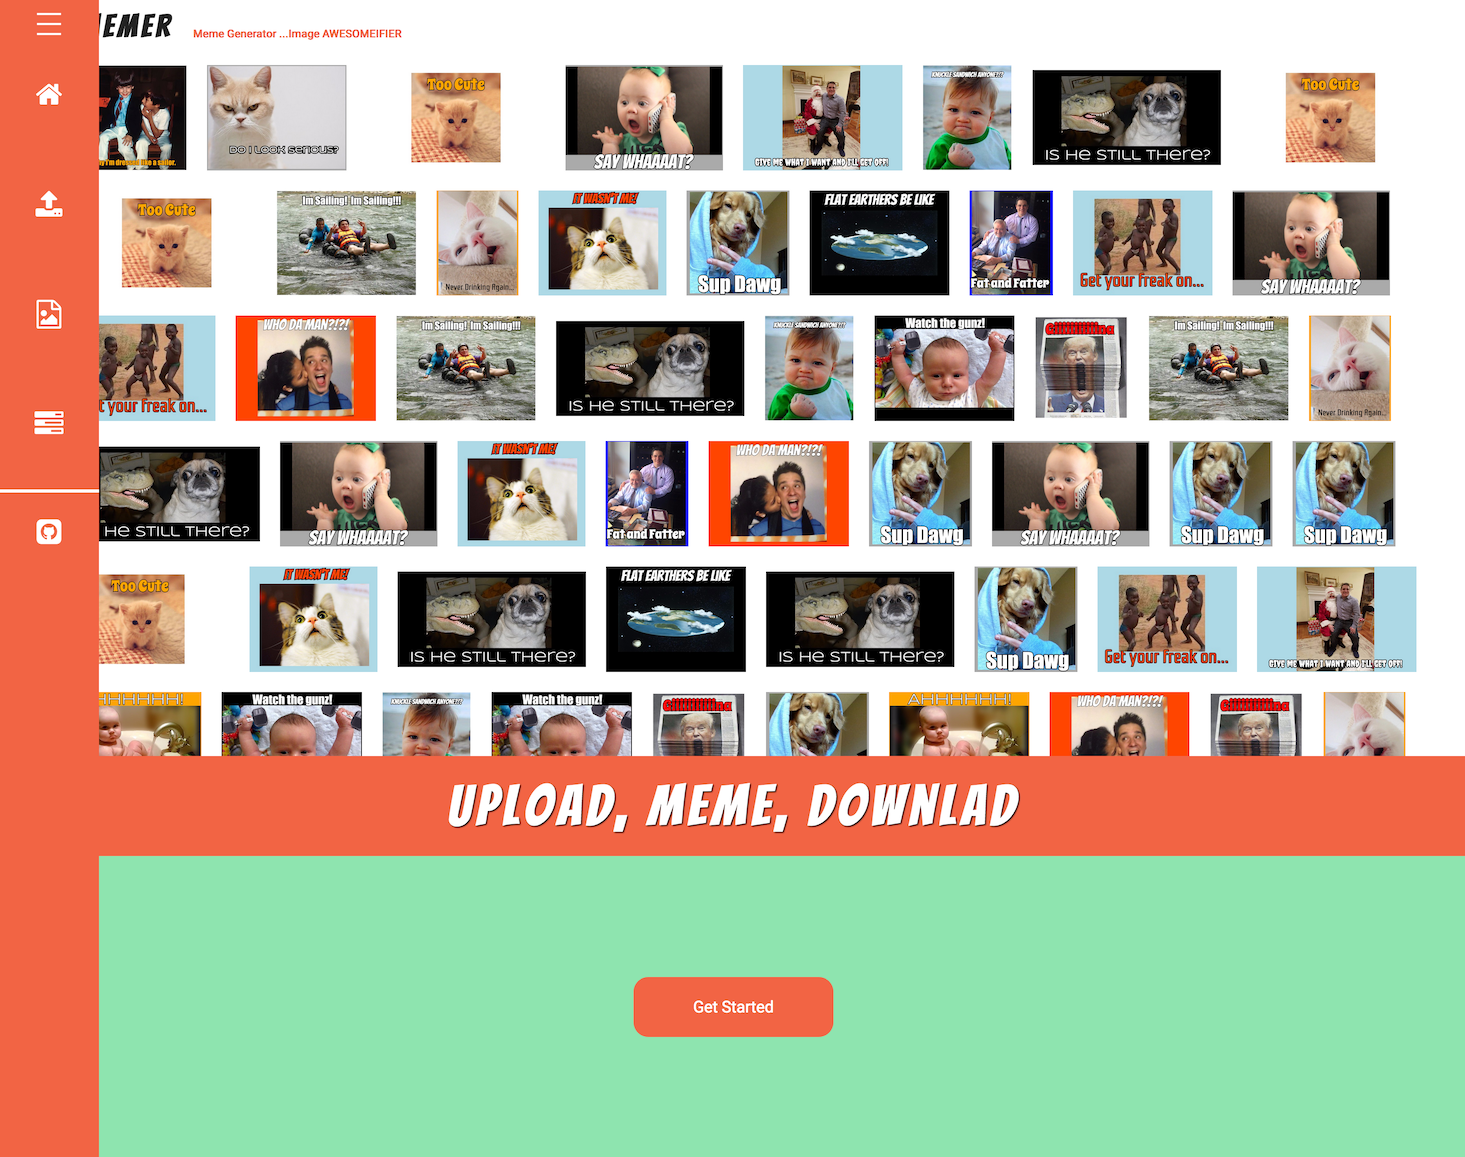 EMER
Meme Generator ...Image AWESOMEIFIER
y I'm dressed like a sailor.
DO I LOOK SERIOUS?
Too Cute
SAY WHAAAAT?
GIVE ME WHAT I WANT AND I'LL GET OFF!
KNUCKLE SANDWICH ANYONE???
IS HE STILL THERE?
Too Cute
Too Cute
Im Sailing! Im Sailing!!!
Never Drinking Again...
IT WASN'T ME!
Sup Dawg
FLAT EARTHERS BE LIKE
Fat and Fatter
Get your freak on...
SAY WHAAAAT?
t your freak on...
WHO DA MAN?!?!
Im Sailing! Im Sailing!!!
IS HE STILL THERE?
KNUCKLE SANDWICH ANYONE???
Watch the gunz!
Im Sailing! Im Sailing!!!
Never Drinking Again...
HE STILL THERE?
SAY WHAAAAT?
IT WASN'T ME!
Fat and Fatter
WHO DA MAN?!?!
Sup Dawg
SAY WHAAAAT?
Sup Dawg
Sup Dawg
Too Cute
IT WASN'T ME!
IS HE STILL THERE?
FLAT EARTHERS BE LIKE
IS HE STILL THERE?
Sup Dawg
Get your freak on...
GIVE ME WHAT I WANT AND I'LL GET OFF!
HHHHHH!
Watch the gunz!
KNUCKLE SANDWICH ANYONE???
Watch the gunz!
AHHHHHH!
WHO DA MAN?!?!
UPLOAD, MEME, DOWNLAD
Get Started